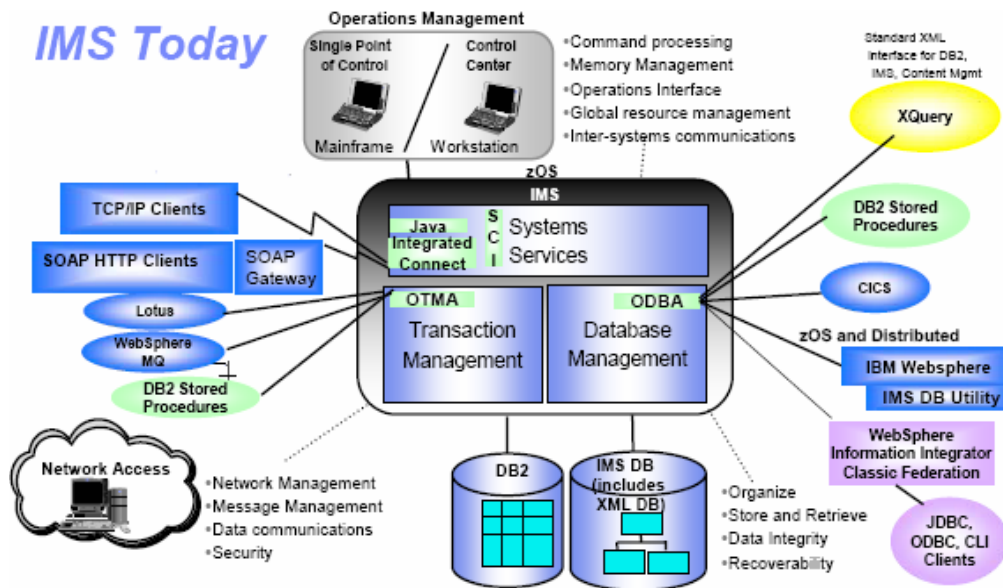 IMS Today
Operations Management
Single Point
of Control
Control
Center
Mainframe
Workstation
•Command processing
•Memory Management
•Operations Interface
•Global resource management
•Inter-systems communications
Standard XML
Interface for DB2,
IMS, Content Mgmt
XQuery
zOS
IMS
TCP/IP Clients
SOAP HTTP Clients
SOAP
Gateway
Lotus
WebSphere
MQ
DB2 Stored
Procedures
Java
Integrated
Connect
S
C
I
Systems
Services
OTMA
Transaction
Management
ODBA
Database
Management
DB2 Stored
Procedures
CICS
zOS and Distributed
IBM Websphere
IMS DB Utility
WebSphere
Information Integrator
Classic Federation
JDBC,
ODBC, CLI
Clients
Network Access
•Network Management
•Message Management
•Data communications
•Security
DB2
IMS DB
(includes
XML DB)
•Organize
•Store and Retrieve
•Data Integrity
•Recoverability